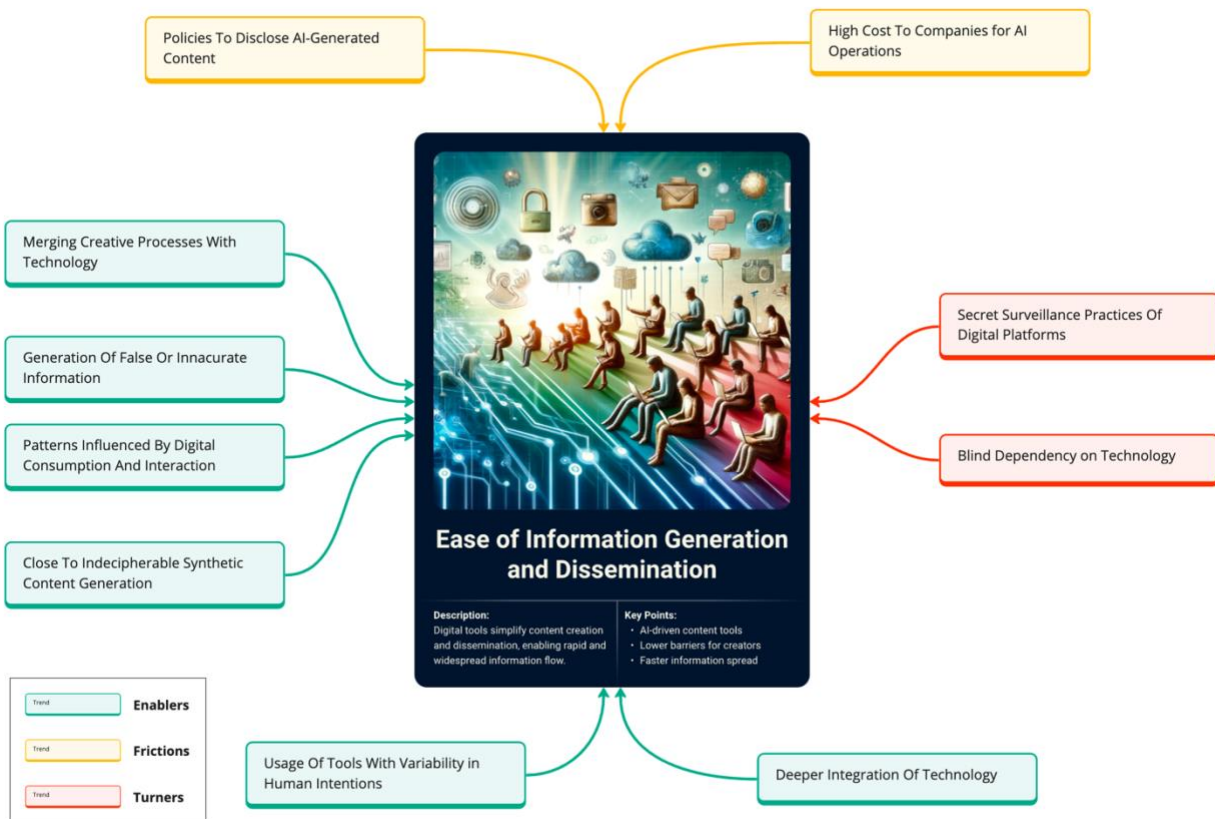 Policies To Disclose AI-Generated
Content
High Cost To Companies for AI
Operations
Merging Creative Processes With
Technology
Generation Of False Or Innacurate
Information
Patterns Influenced By Digital
Consumption And Interaction
Close To Indecipherable Synthetic
Content Generation
Secret Surveillance Practices Of
Digital Platforms
Blind Dependency on Technology
Ease of Information Generation
and Dissemination
Description:
Digital tools simplify content creation
and dissemination, enabling rapid and
widespread information flow.
Key Points:
• AI-driven content tools
• Lower barriers for creators
• Faster information spread
Trend Enablers
Trend Frictions
Trend Turners
Usage Of Tools With Variability in
Human Intentions
Deeper Integration Of Technology